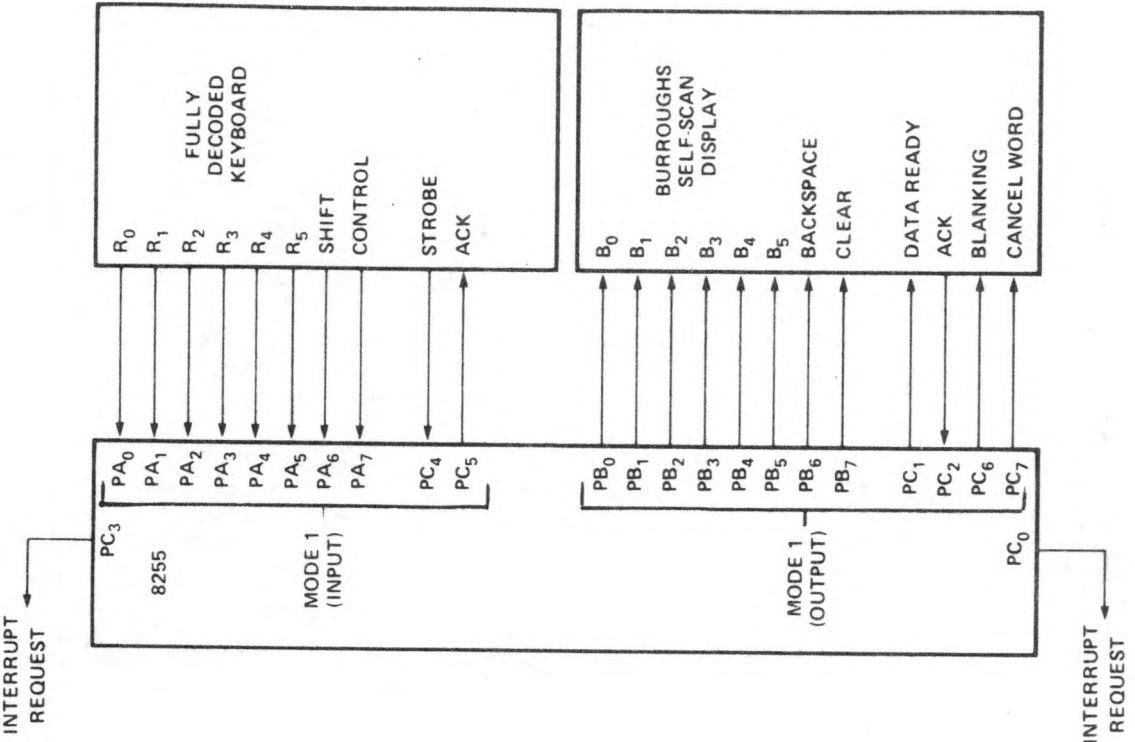 INTERRUPT
REQUEST
PC3
8255
MODE 1
(INPUT)
PA0
PA1
PA2
PA3
PA4
PA5
PA6
PA7
PC4
PC5
R0
R1
R2
R3
R4
R5
SHIFT
CONTROL
STROBE
ACK
FULLY
DECODED
KEYBOARD
MODE 1
(OUTPUT)
PB0
PB1
PB2
PB3
PB4
PB5
PB6
PB7
PC1
PC2
PC6
PC7
B0
B1
B2
B3
B4
B5
BACKSPACE
CLEAR
DATA READY
ACK
BLANKING
CANCEL WORD
BURROUGHS
SELF-SCAN
DISPLAY
PC0
INTERRUPT
REQUEST